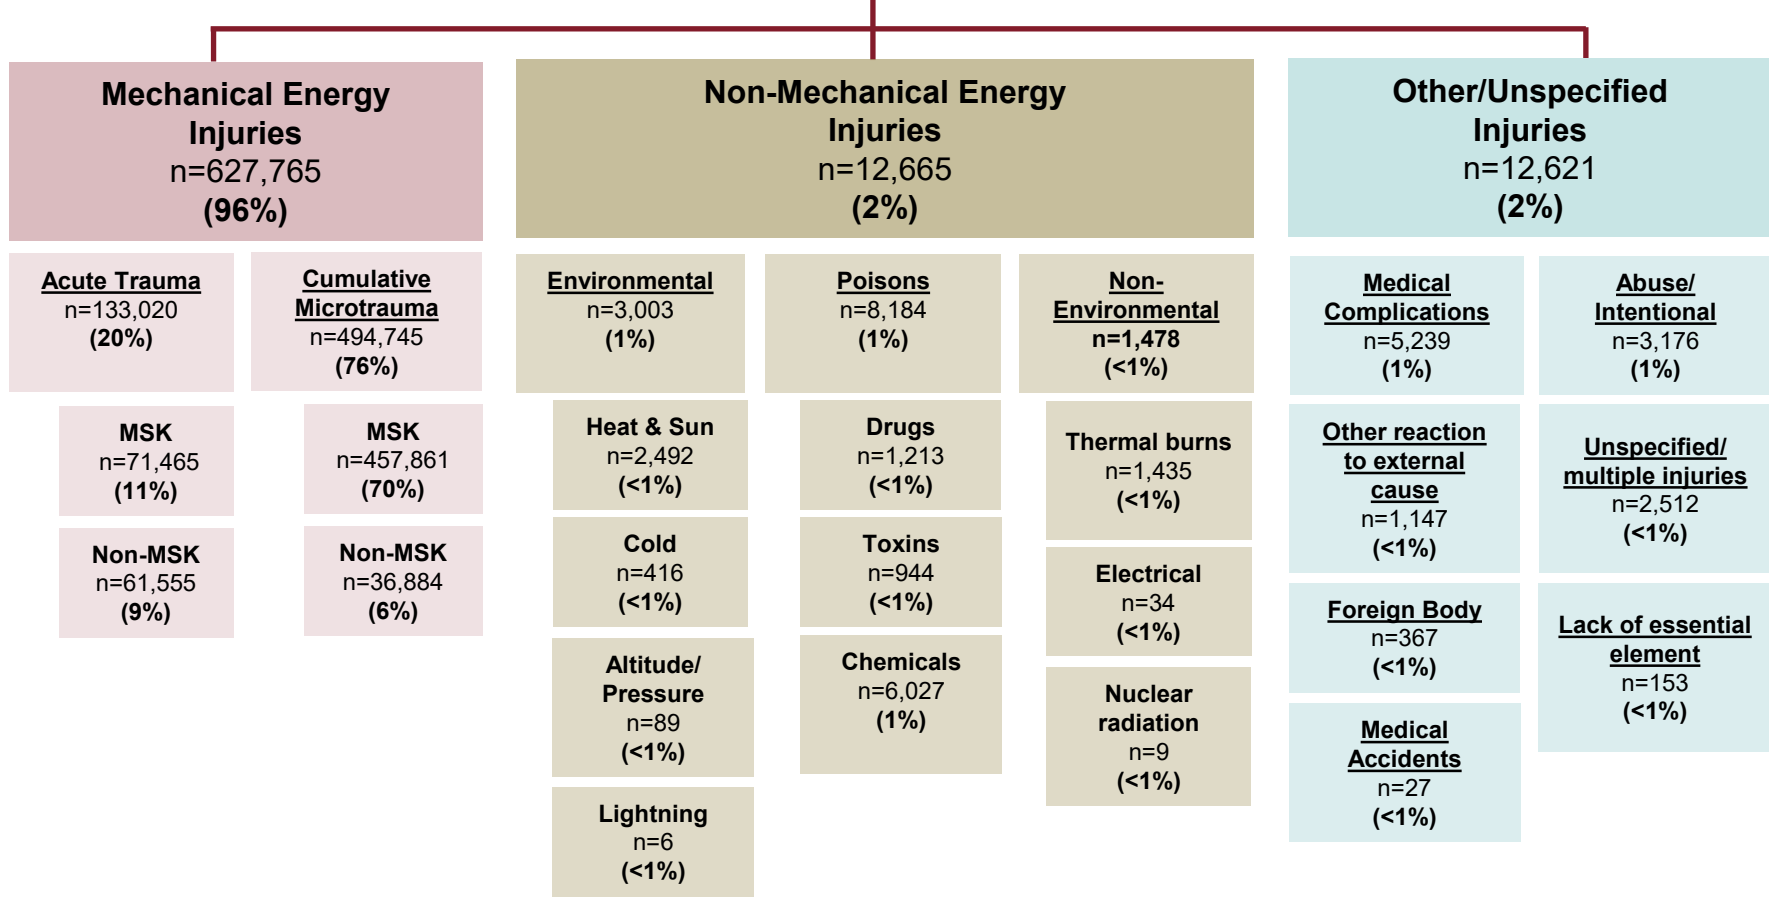 Mechanical Energy
Injuries
n=627,765
(96%)
Acute Trauma
n=133,020
(20%)
MSK
n=71,465
(11%)
Non-MSK
n=61,555
(9%)
Cumulative
Microtrauma
n=494,745
(76%)
MSK
n=457,861
(70%)
Non-MSK
n=36,884
(6%)
Non-Mechanical Energy
Injuries
n=12,665
(2%)
Environmental
n=3,003
(1%)
Heat & Sun
n=2,492
(<1%)
Cold
n=416
(<1%)
Altitude/
Pressure
n=89
(<1%)
Lightning
n=6
(<1%)
Poisons
n=8,184
(1%)
Drugs
n=1,213
(<1%)
Toxins
n=944
(<1%)
Chemicals
n=6,027
(1%)
Non-
Environmental
n=1,478
(<1%)
Thermal burns
n=1,435
(<1%)
Electrical
n=34
(<1%)
Nuclear
radiation
n=9
(<1%)
Other/Unspecified
Injuries
n=12,621
(2%)
Medical
Complications
n=5,239
(1%)
Other reaction
to external
cause
n=1,147
(<1%)
Foreign Body
n=367
(<1%)
Medical
Accidents
n=27
(<1%)
Abuse/
Intentional
n=3,176
(1%)
Unspecified/
multiple injuries
n=2,512
(<1%)
Lack of essential
element
n=153
(<1%)